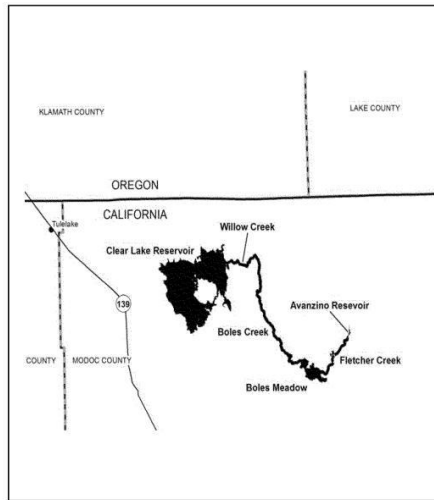 KLAMATH COUNTY
LAKE COUNTY
OREGON
CALIFORNIA
Tulelake
Willow Creek
Clear Lake Reservoir
139
Avanzino Resevoir
Boles Creek
Fletcher Creek
COUNTY
MODOC COUNTY
Boles Meadow